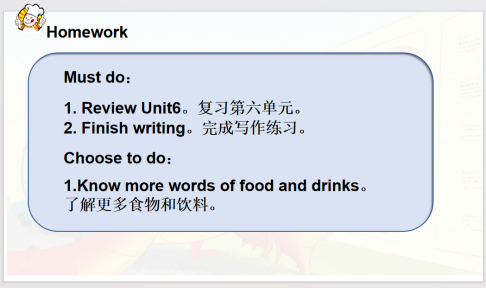 Homework
Must do：
1. Review Unit6。复习第六单元。
2. Finish writing。完成写作练习。
Choose to do：
1.Know more words of food and drinks。
了解更多食物和饮料。